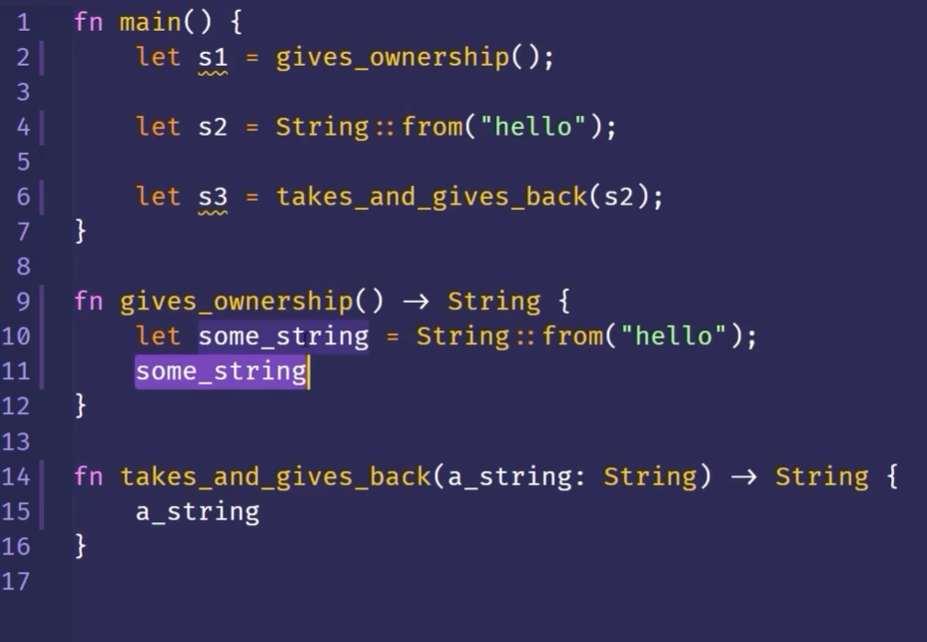 1 fn main() {
2 let s1 = gives_ownership();
3
4 let s2 = String::from("hello");
5
6 let s3 = takes_and_gives_back(s2);
7 }
8
9 fn gives_ownership() → String {
10 let some_string = String::from("hello");
11 some_string
12 }
13
14 fn takes_and_gives_back(a_string: String) → String {
15 a_string
16 }
17